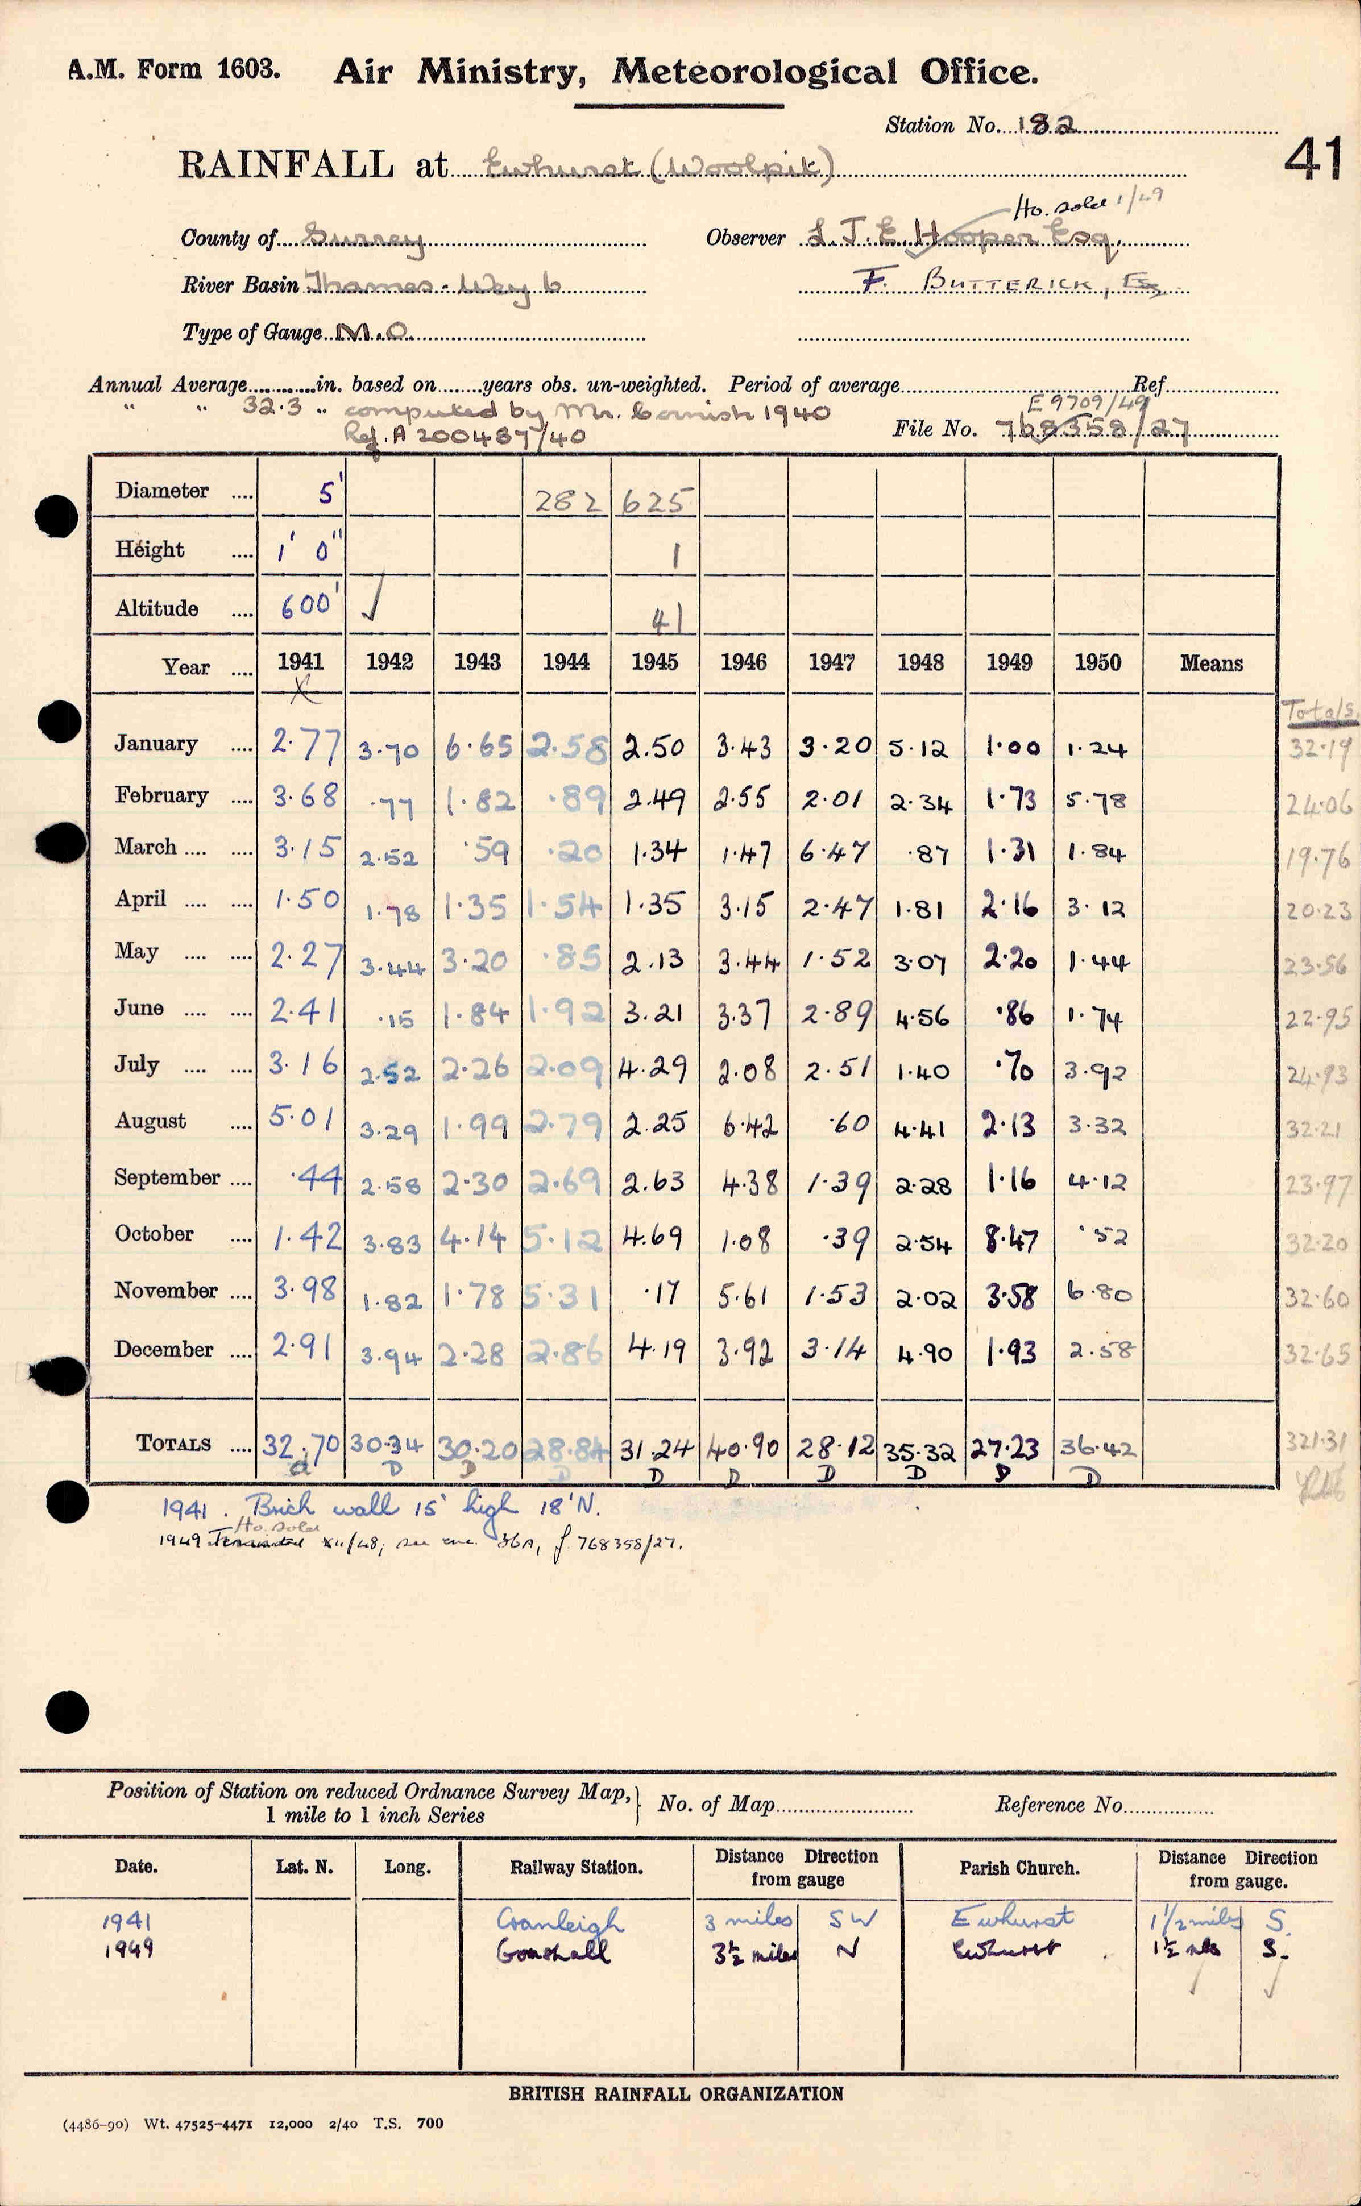 A.M. Form 1603. Air Ministry, Meteorological Office.
Station No. 182
41
RAINFALL at Ewhurst (Woolpit)
Ho. sold 1/49
County of Surrey Observer L. J. E. Hooper Esq.
River Basin Thames - Wey b F. BUTTERICK, Esq
Type of Gauge M.O.
Annual Average in. based on years obs. un-weighted. Period of average Ref.
" " 32.3 " computed by Mr. Cornish 1940
E 9709/49
Ref. A 200487/40 File No. 768358/27
Diameter .... 5" 282 625
Height .... 1' 0" 1
Altitude .... 600' ✓ 41
Year .... 1941 1942 1943 1944 1945 1946 1947 1948 1949 1950 Means
x Totals
January .... 2.77 3.70 6.65 2.58 2.50 3.43 3.20 5.12 1.00 1.24 32.19
February .... 3.68 .77 1.82 .89 2.49 2.55 2.01 2.34 1.73 5.78 24.06
March .... .... 3.15 2.52 .59 .20 1.34 1.47 6.47 .87 1.31 1.84 19.76
April .... .... 1.50 1.78 1.35 1.54 1.35 3.15 2.47 1.81 2.16 3.12 20.23
May .... .... 2.27 3.44 3.20 .85 2.13 3.44 1.52 3.07 2.20 1.44 23.56
June .... .... 2.41 .15 1.84 1.92 3.21 3.37 2.89 4.56 .86 1.74 22.95
July .... .... 3.16 2.52 2.26 2.09 4.29 2.08 2.51 1.40 .70 3.92 24.93
August .... 5.01 3.29 1.99 2.79 2.25 6.42 .60 4.41 2.13 3.32 32.21
September .... .44 2.58 2.30 2.69 2.63 4.38 1.39 2.28 1.16 4.12 23.97
October .... 1.42 3.83 4.14 5.12 4.69 1.08 .39 2.54 8.47 .52 32.20
November .... 3.98 1.82 1.78 5.31 .17 5.61 1.53 2.02 3.58 6.80 32.60
December .... 2.91 3.94 2.28 2.86 4.19 3.92 3.14 4.90 1.93 2.58 32.65
TOTALS .... 32.70 30.34 30.20 28.84 31.24 40.90 28.12 35.32 27.23 36.42 321.31
a D D D D D D D D D
1941. Brick wall 15' high 18' N.
Ho. sold
1949 Terminated XII/48, see enc. 36A, f. 768358/27.
Position of Station on reduced Ordnance Survey Map, 1 mile to 1 inch Series } No. of Map Reference No.
Date. Lat. N. Long. Railway Station. Distance Direction from gauge Parish Church. Distance Direction from gauge.
1941 Cranleigh 3 miles SW Ewhurst 1 1/2 miles S.
1949 Gomshall 3½ miles N Ewhurst 1½ mls S.
BRITISH RAINFALL ORGANIZATION
(4486-90) Wt. 47525-4471 12,000 2/40 T.S. 700